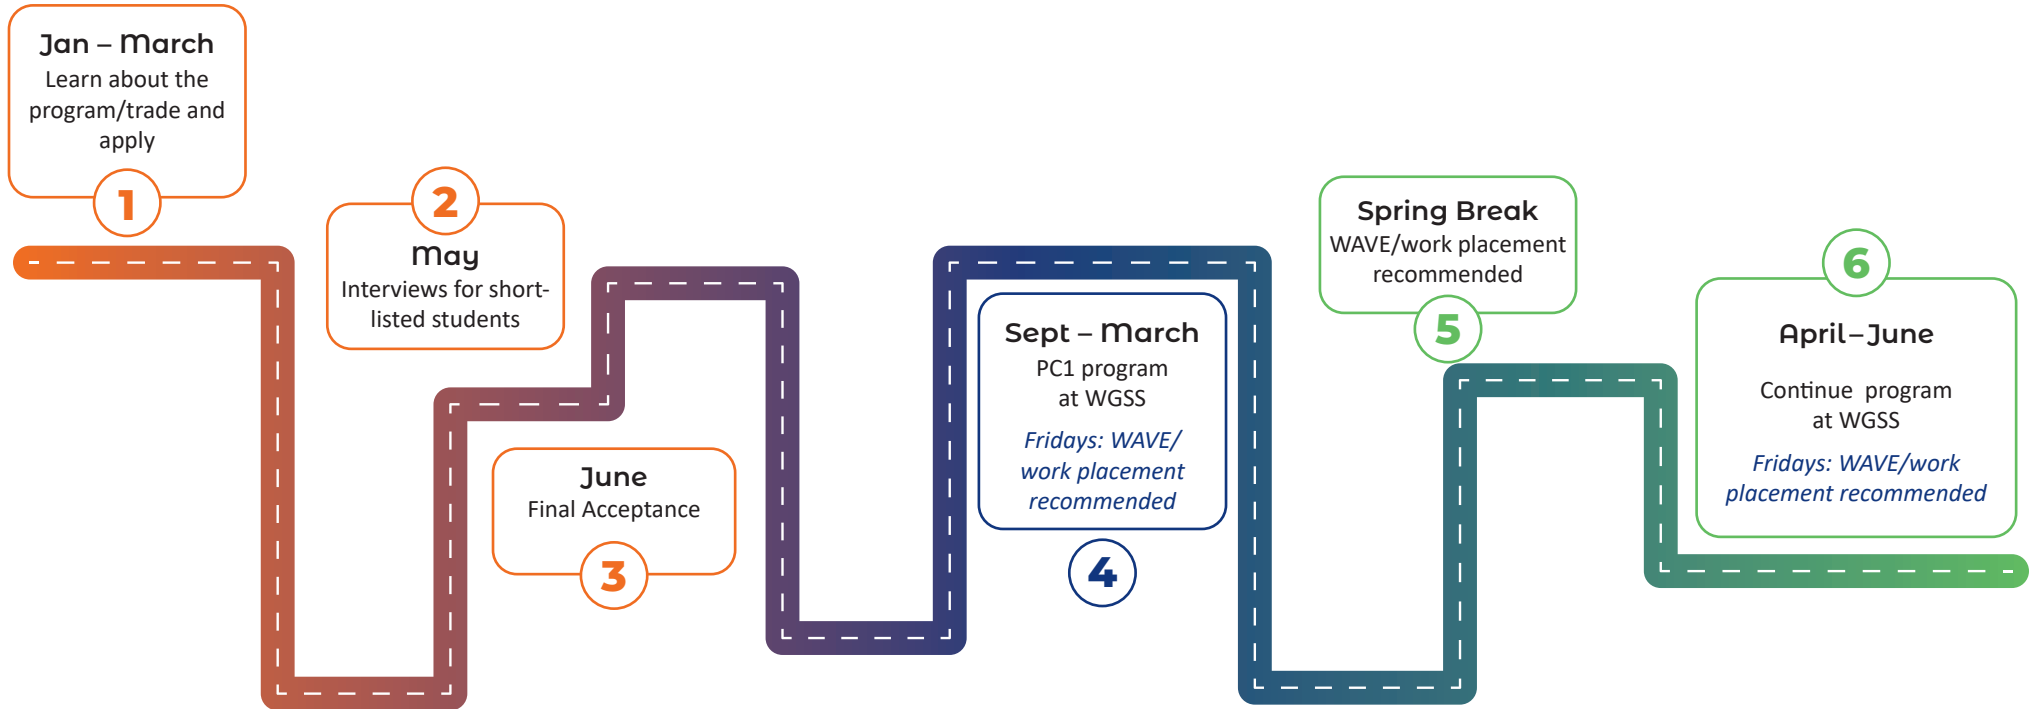 Jan – March
Learn about the
program/trade and
apply
1
2
May
Interviews for short-
listed students
June
Final Acceptance
3
Sept – March
PC1 program
at WGSS
Fridays: WAVE/
work placement
recommended
4
Spring Break
WAVE/work placement
recommended
5
6
April–June
Continue program
at WGSS
Fridays: WAVE/work
placement recommended